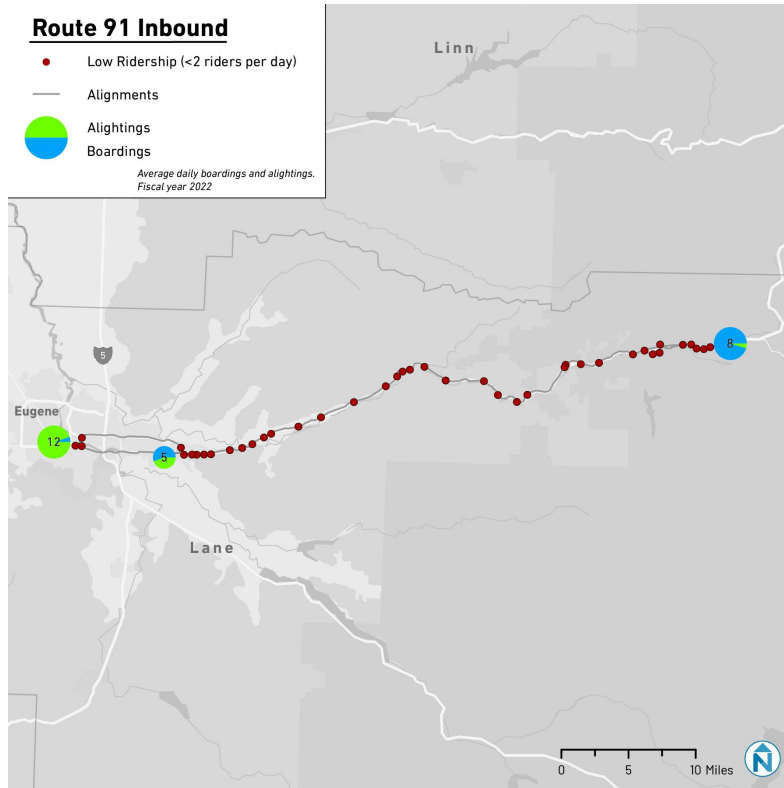 Route 91 Inbound
Low Ridership (<2 riders per day)
Alignments
Alightings
Boardings
Average daily boardings and alightings.
Fiscal year 2022
Linn
5
8
Eugene
12
5
Lane
0 5 10 Miles
N